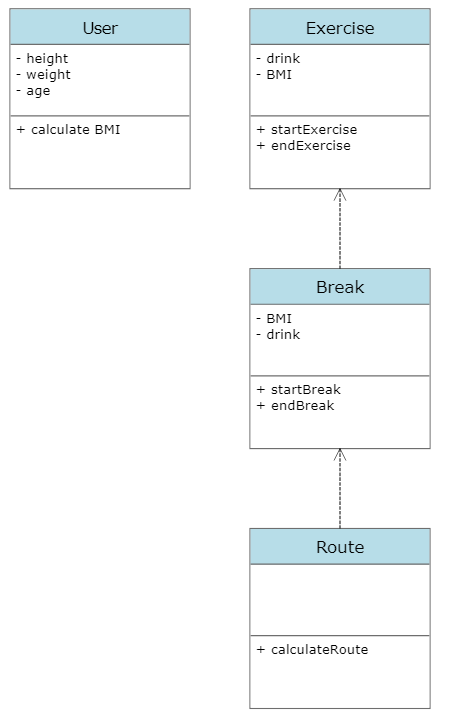 User
- height
- weight
- age
+ calculate BMI
Exercise
- drink
- BMI
+ startExercise
+ endExercise
Break
- BMI
- drink
+ startBreak
+ endBreak
Route
+ calculateRoute